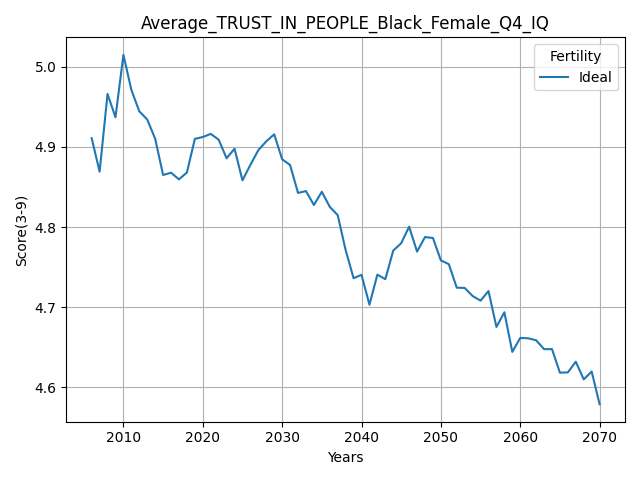 Average_TRUST_IN_PEOPLE_Black_Female_Q4_IQ
Fertility
Ideal
Score(3-9)
5.0
4.9
4.8
4.7
4.6
2010 2020 2030 2040 2050 2060 2070
Years